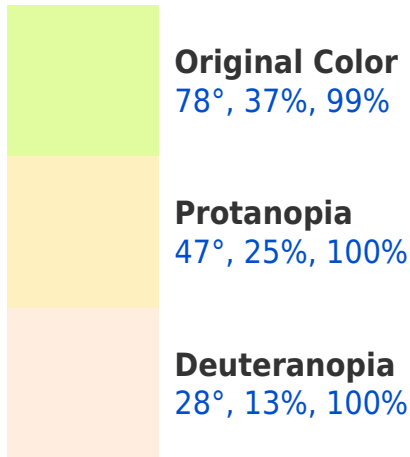 Original Color
78°, 37%, 99%
Protanopia
47°, 25%, 100%
Deuteranopia
28°, 13%, 100%